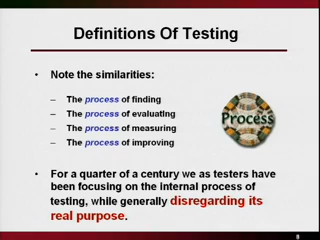 Definitions Of Testing
• Note the similarities:
– The process of finding
– The process of evaluating
– The process of measuring
– The process of improving
Process
• For a quarter of a century we as testers have
been focusing on the internal process of
testing, while generally disregarding its
real purpose.
8